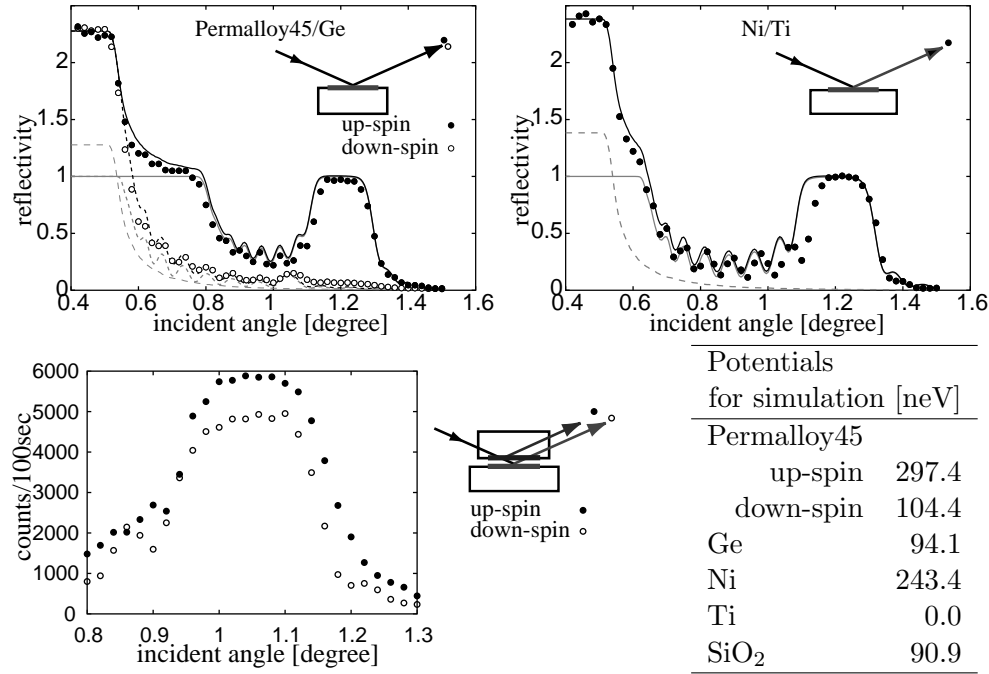 Permalloy45/Ge
up-spin
down-spin
reflectivity
2
1.5
1
0.5
0
0.4 0.6 0.8 1 1.2 1.4 1.6
incident angle [degree]
Ni/Ti
reflectivity
2
1.5
1
0.5
0
0.4 0.6 0.8 1 1.2 1.4 1.6
incident angle [degree]
counts/100sec
6000
5000
4000
3000
2000
1000
0
0.8 0.9 1 1.1 1.2 1.3
incident angle [degree]
up-spin
down-spin
Potentials
for simulation [neV]
Permalloy45
up-spin 297.4
down-spin 104.4
Ge 94.1
Ni 243.4
Ti 0.0
SiO₂ 90.9